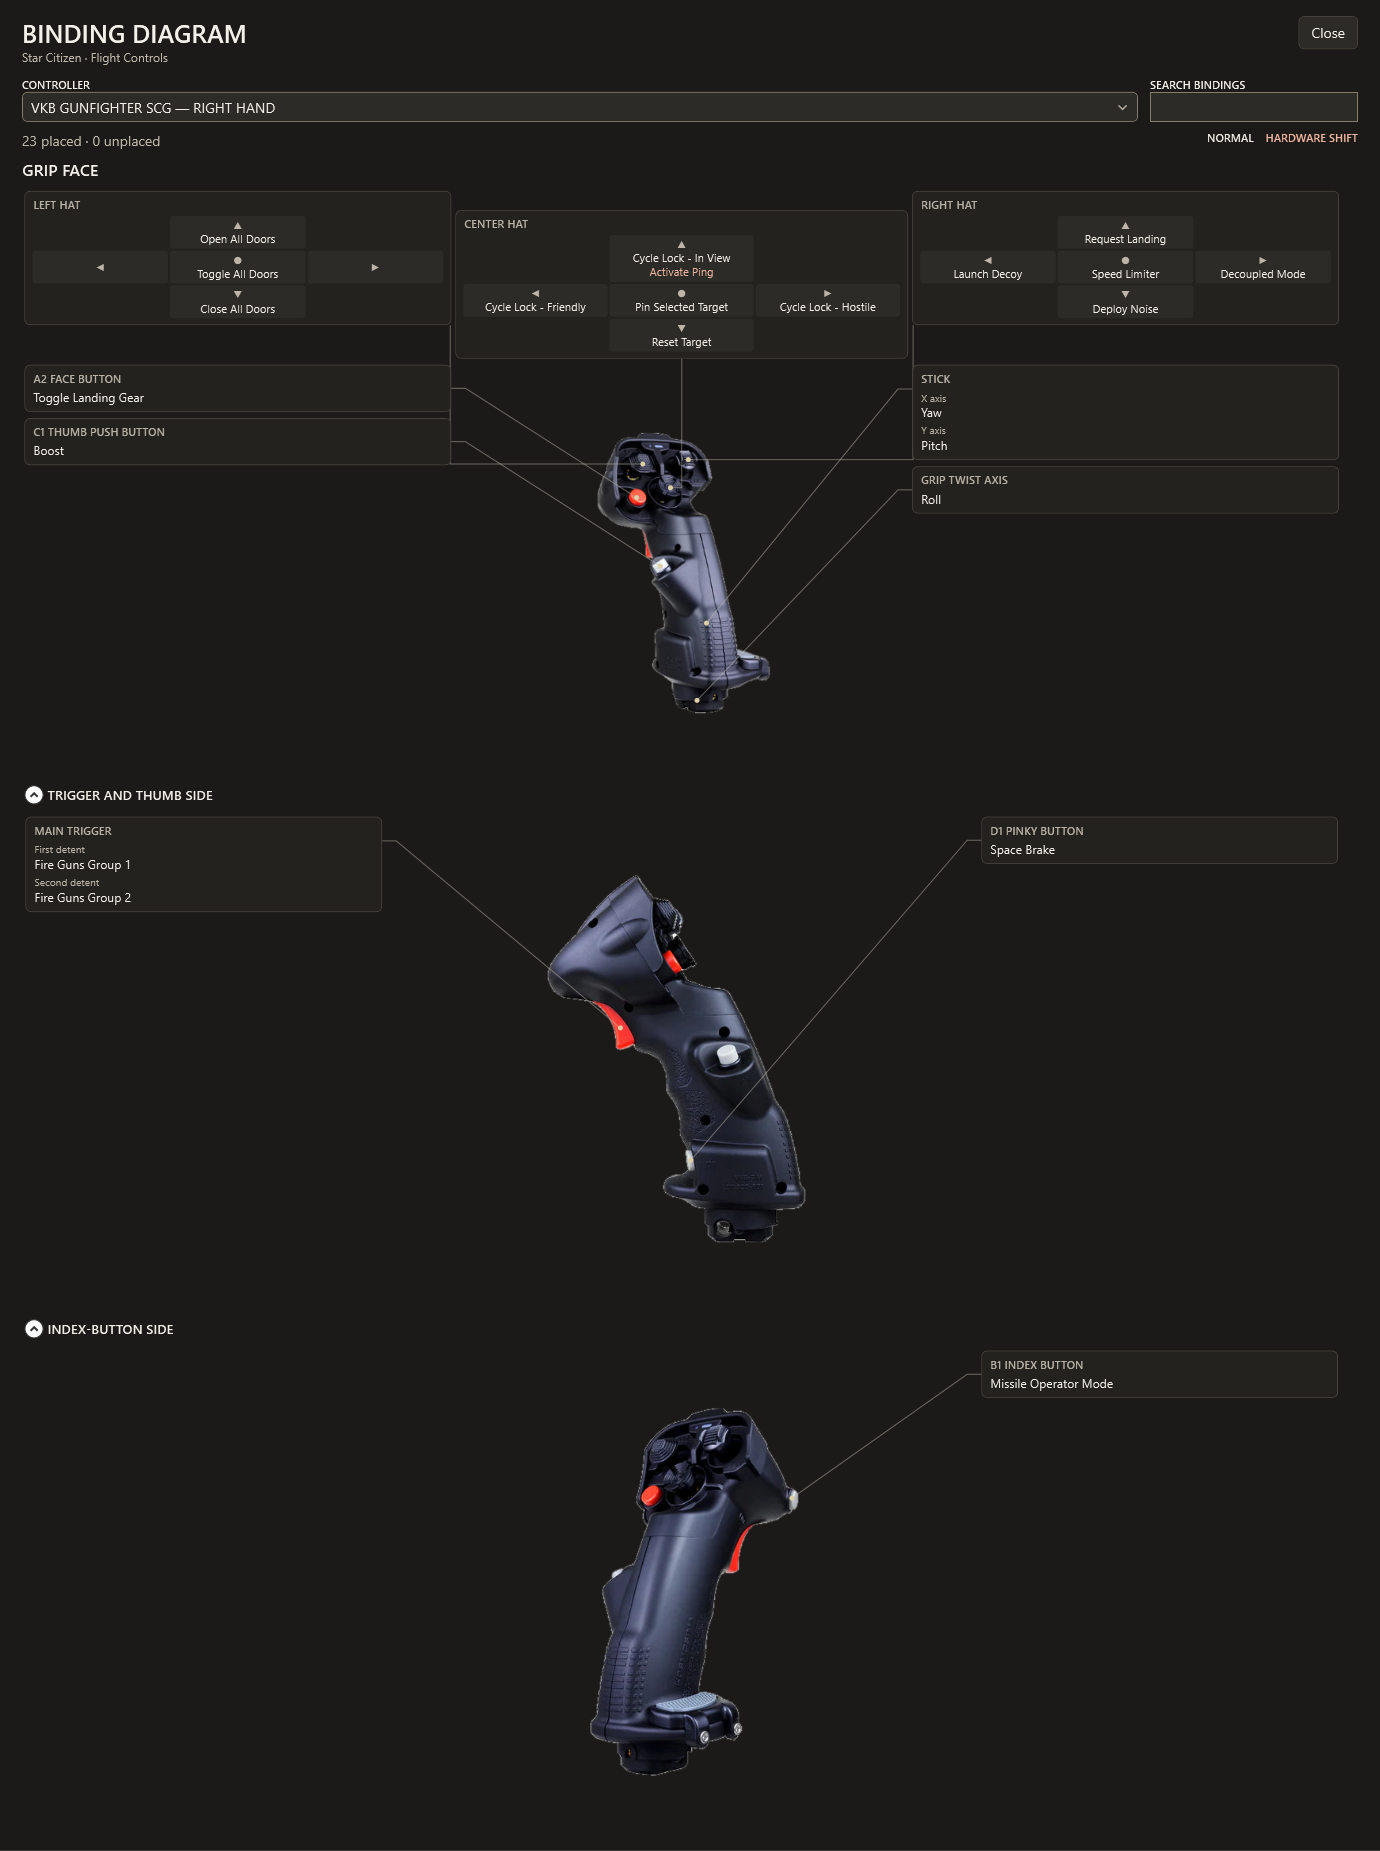 BINDING DIAGRAM
Close
Star Citizen · Flight Controls
CONTROLLER
SEARCH BINDINGS
VKB GUNFIGHTER SCG — RIGHT HAND
23 placed · 0 unplaced
NORMAL HARDWARE SHIFT
GRIP FACE
LEFT HAT
▲
Open All Doors
◄
●
Toggle All Doors
►
▼
Close All Doors
CENTER HAT
▲
Cycle Lock - In View
Activate Ping
◄
Cycle Lock - Friendly
●
Pin Selected Target
►
Cycle Lock - Hostile
▼
Reset Target
RIGHT HAT
▲
Request Landing
◄
Launch Decoy
●
Speed Limiter
►
Decoupled Mode
▼
Deploy Noise
A2 FACE BUTTON
Toggle Landing Gear
C1 THUMB PUSH BUTTON
Boost
STICK
X axis
Yaw
Y axis
Pitch
GRIP TWIST AXIS
Roll
TRIGGER AND THUMB SIDE
MAIN TRIGGER
First detent
Fire Guns Group 1
Second detent
Fire Guns Group 2
D1 PINKY BUTTON
Space Brake
INDEX-BUTTON SIDE
B1 INDEX BUTTON
Missile Operator Mode